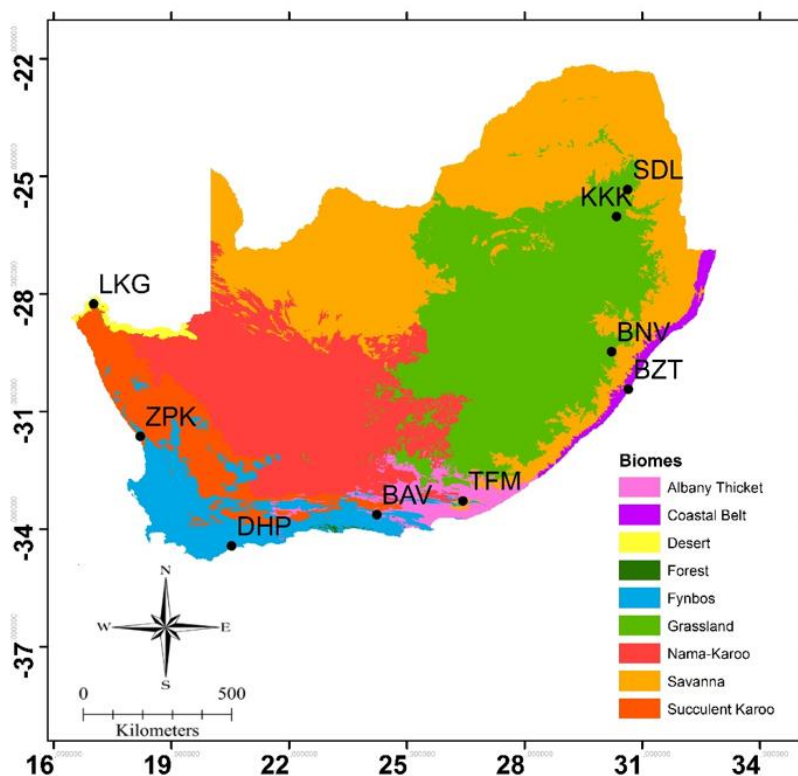 -22
-25
-28
-31
-34
-37
SDL
KKK
LKG
BNV
BZT
ZPK
TFM
BAV
DHP
Biomes
Albany Thicket
Coastal Belt
Desert
Forest
Fynbos
Grassland
Nama-Karoo
Savanna
Succulent Karoo
N
W E
S
0 500
Kilometers
16 19 22 25 28 31 34